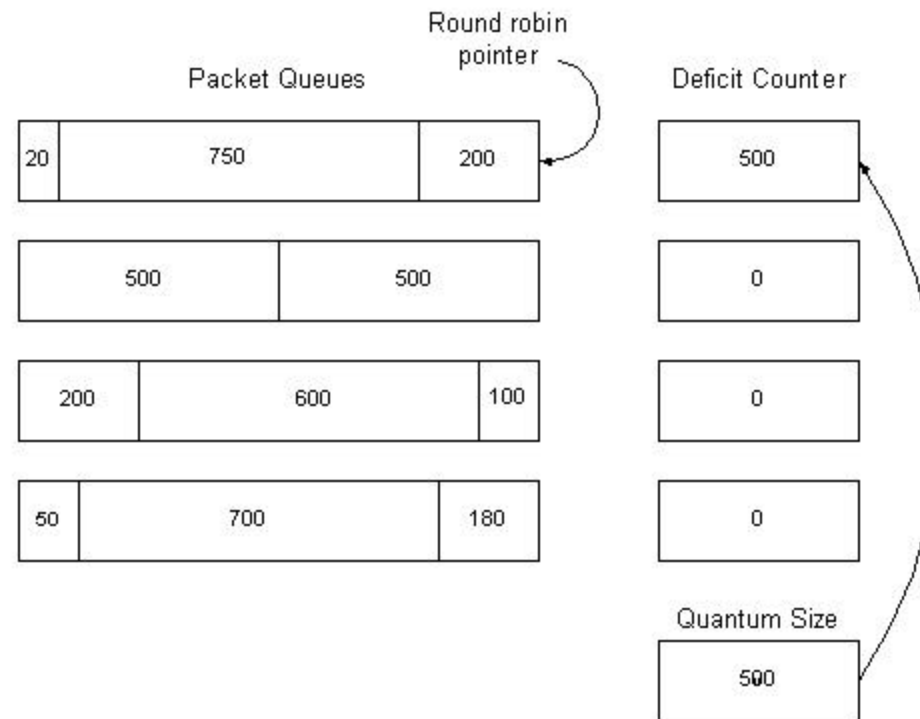 Round robin
pointer
Packet Queues
Deficit Counter
20 750 200
500
500 500
0
200 600 100
0
50 700 180
0
Quantum Size
500